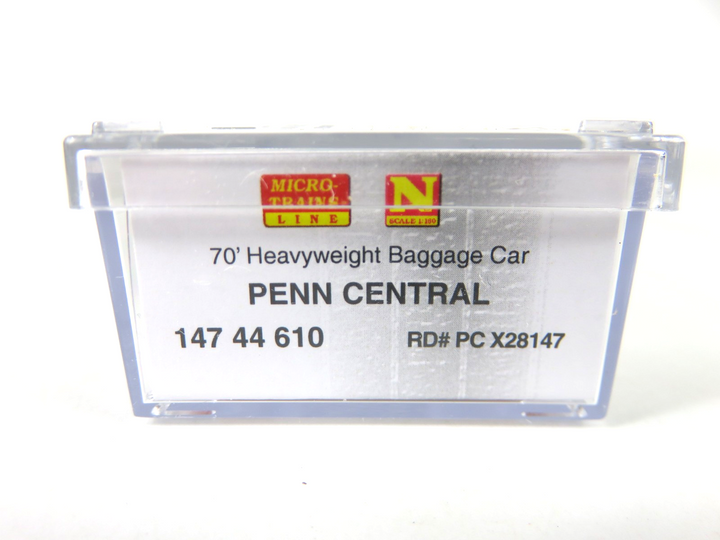 MICRO-
TRAINS
LINE
N
SCALE 1:160
70' Heavyweight Baggage Car
PENN CENTRAL
147 44 610
RD# PC X28147